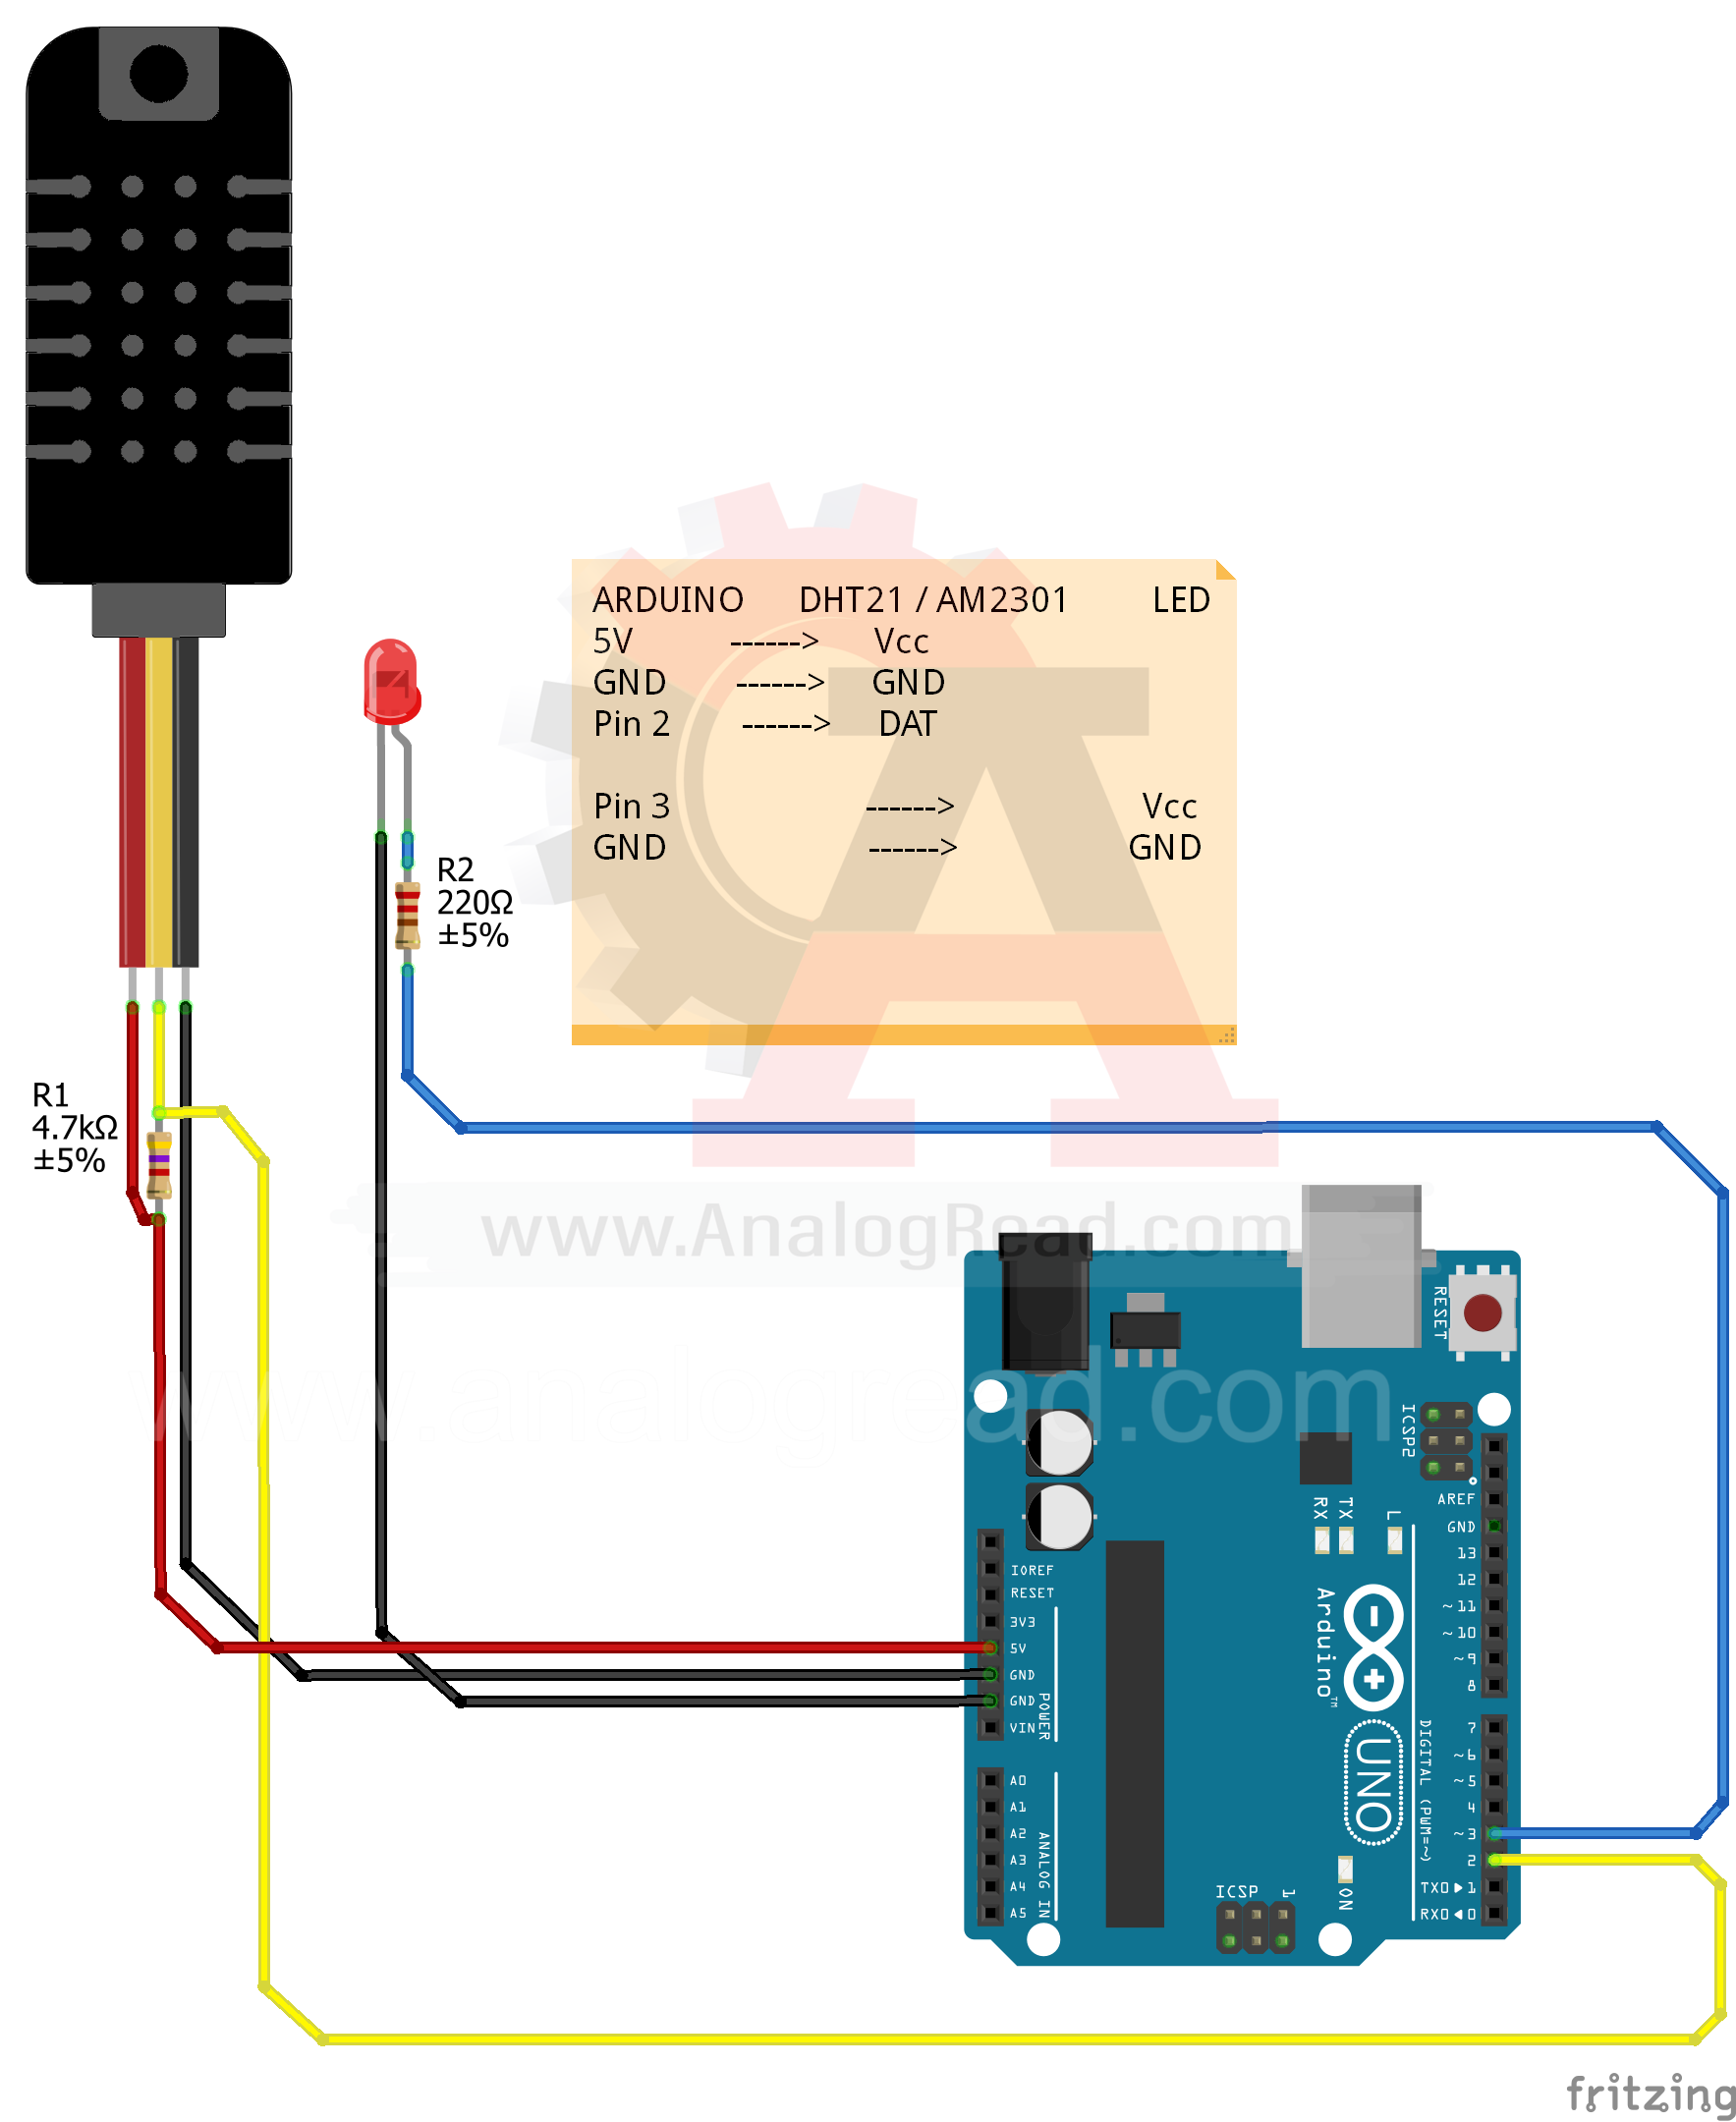 ARDUINO DHT21 / AM2301 LED
5V ------> Vcc
GND ------> GND
Pin 2 ------> DAT
Pin 3 ------> Vcc
GND ------> GND
R2
220Ω
±5%
R1
4.7kΩ
±5%
www.AnalogRead.com
www.analogread.com
RESET
ICSP2
AREF
GND
13
12
~11
~10
~9
8
7
~6
~5
4
~3
2
TX0▶1
RX0◀0
RX
TX
L
IOREF
RESET
3V3
5V
GND
GND
VIN
POWER
A0
A1
A2
A3
A4
A5
ANALOG IN
Arduino™
UNO
DIGITAL (PWM=~)
ICSP
1
ON
fritzing